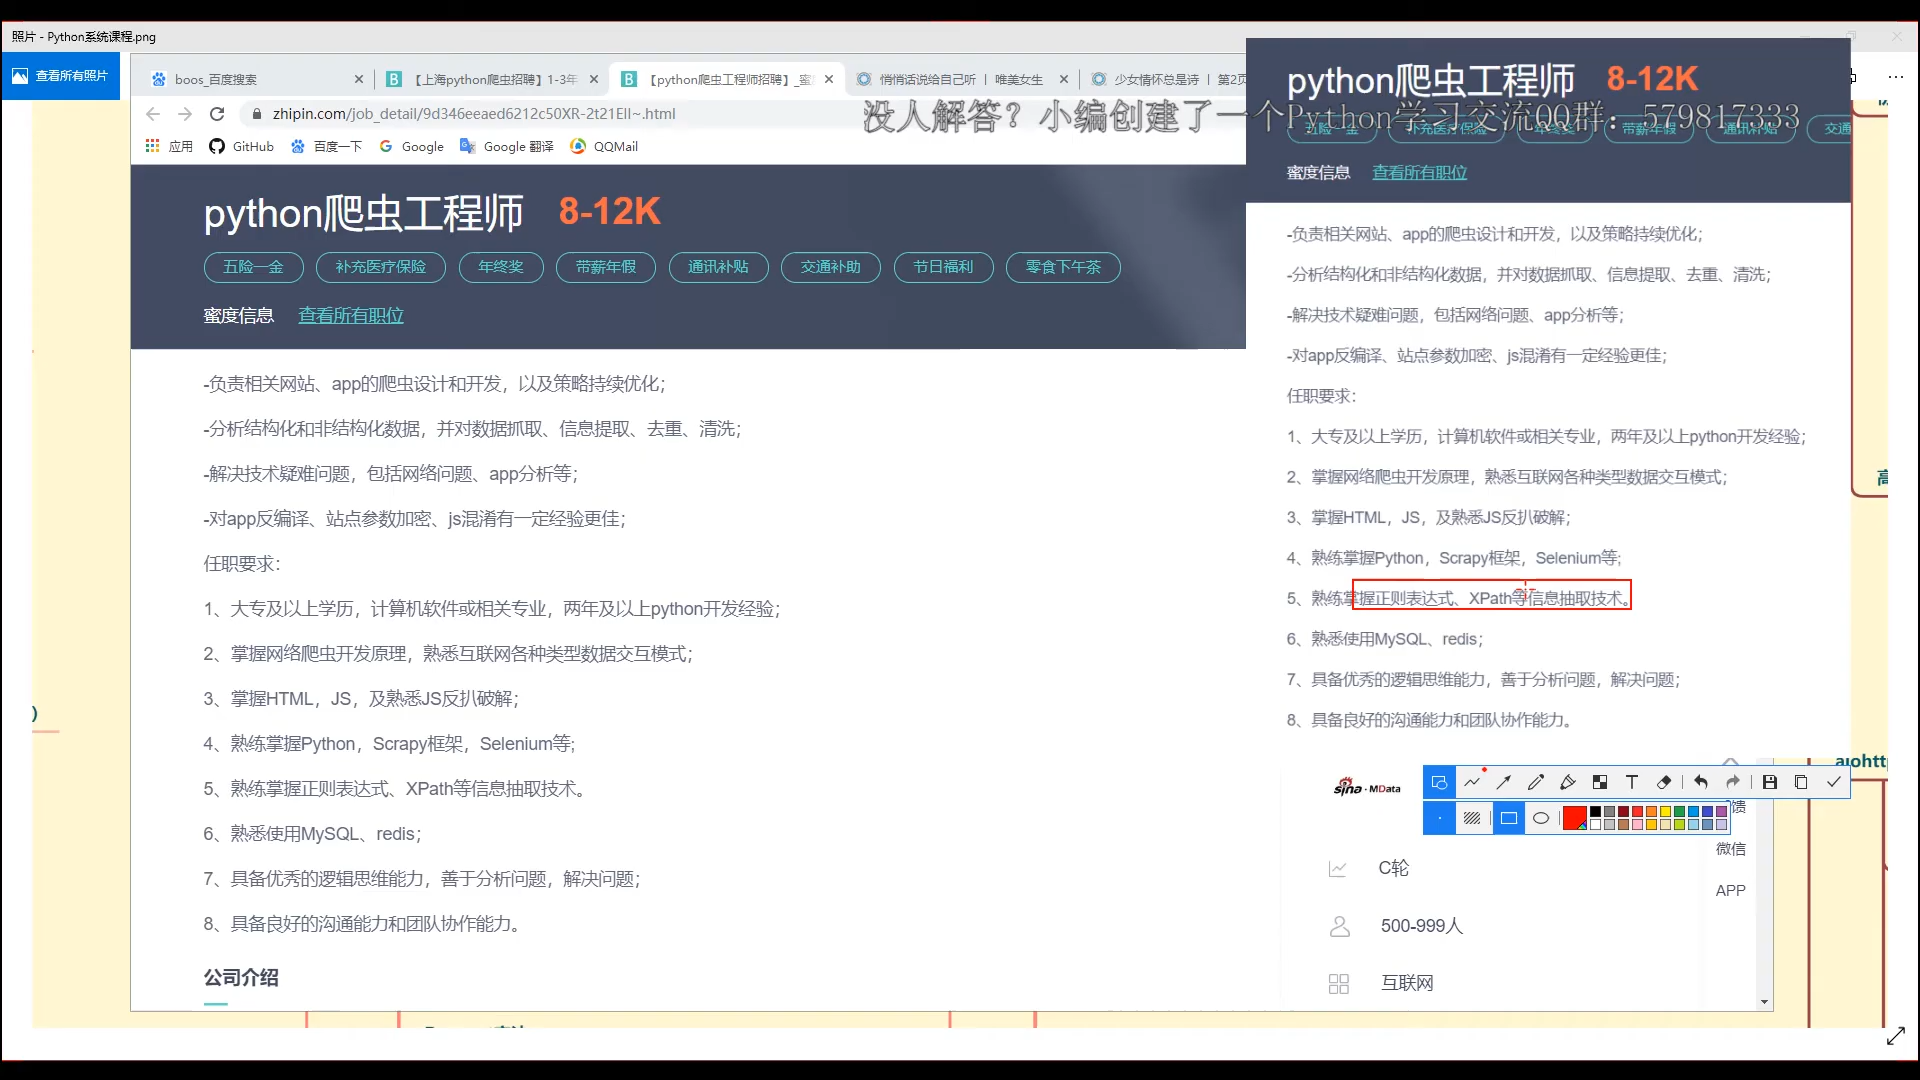 照片 - Python系统课程.png
查看所有照片
boos_百度搜索
【上海python爬虫招聘】1-3年
【python爬虫工程师招聘】_蜜
悄悄话说给自己听 | 唯美女生
少女情怀总是诗 | 第2页
zhipin.com/job_detail/9d346eeaed6212c50XR-2t21EII~.html
没人解答？小编创建了一个Python学习交流QQ群：579817333
应用
GitHub
百度一下
Google
Google 翻译
QQMail
python爬虫工程师 8-12K
五险一金
补充医疗保险
年终奖
带薪年假
通讯补贴
交通补助
节日福利
零食下午茶
蜜度信息 查看所有职位
-负责相关网站、app的爬虫设计和开发，以及策略持续优化；
-分析结构化和非结构化数据，并对数据抓取、信息提取、去重、清洗；
-解决技术疑难问题，包括网络问题、app分析等；
-对app反编译、站点参数加密、js混淆有一定经验更佳；
任职要求：
1、大专及以上学历，计算机软件或相关专业，两年及以上python开发经验；
2、掌握网络爬虫开发原理，熟悉互联网各种类型数据交互模式；
3、掌握HTML，JS，及熟悉JS反扒破解；
4、熟练掌握Python，Scrapy框架，Selenium等;
5、熟练掌握正则表达式、XPath等信息抽取技术。
6、熟悉使用MySQL、redis；
7、具备优秀的逻辑思维能力，善于分析问题，解决问题；
8、具备良好的沟通能力和团队协作能力。
公司介绍
python爬虫工程师 8-12K
五险一金
补充医疗保险
年终奖
带薪年假
通讯补贴
交通
蜜度信息 查看所有职位
-负责相关网站、app的爬虫设计和开发，以及策略持续优化；
-分析结构化和非结构化数据，并对数据抓取、信息提取、去重、清洗；
-解决技术疑难问题，包括网络问题、app分析等；
-对app反编译、站点参数加密、js混淆有一定经验更佳；
任职要求：
1、大专及以上学历，计算机软件或相关专业，两年及以上python开发经验；
2、掌握网络爬虫开发原理，熟悉互联网各种类型数据交互模式；
3、掌握HTML，JS，及熟悉JS反扒破解；
4、熟练掌握Python，Scrapy框架，Selenium等;
5、熟练掌握正则表达式、XPath等信息抽取技术。
6、熟悉使用MySQL、redis；
7、具备优秀的逻辑思维能力，善于分析问题，解决问题；
8、具备良好的沟通能力和团队协作能力。
sina · MData
C轮
500-999人
互联网
馈
微信
APP
高
aiohttp